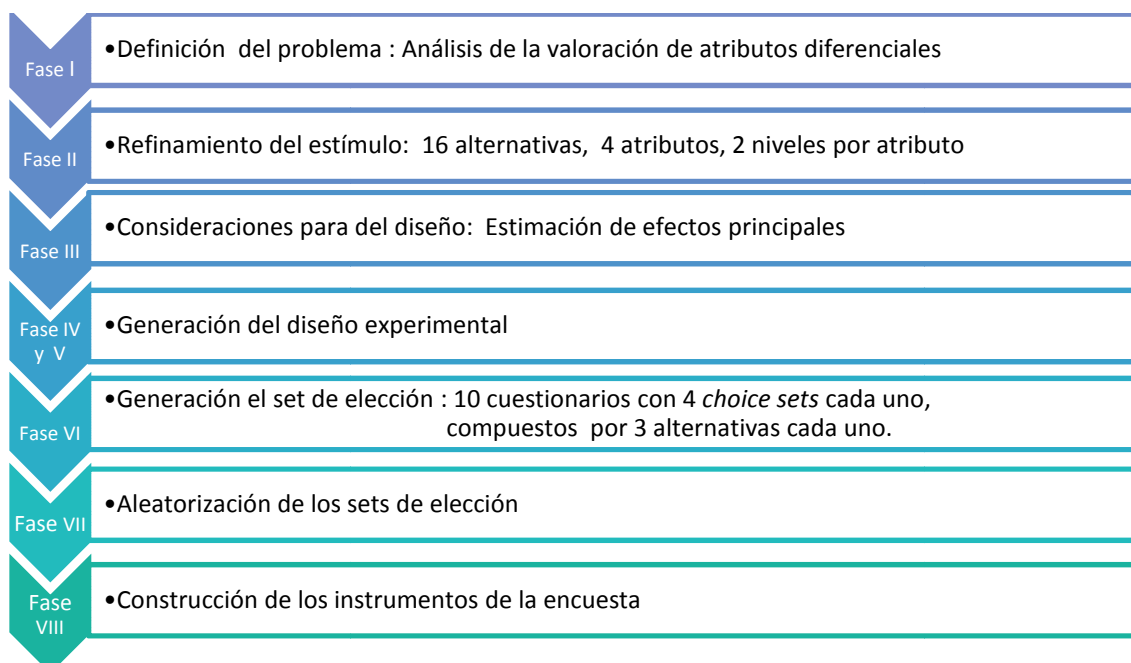 Fase I
•Definición del problema : Análisis de la valoración de atributos diferenciales
Fase II
•Refinamiento del estímulo: 16 alternativas, 4 atributos, 2 niveles por atributo
Fase III
•Consideraciones para del diseño: Estimación de efectos principales
Fase IV
y V
•Generación del diseño experimental
Fase VI
•Generación el set de elección : 10 cuestionarios con 4 choice sets cada uno,
compuestos por 3 alternativas cada uno.
Fase VII
•Aleatorización de los sets de elección
Fase
VIII
•Construcción de los instrumentos de la encuesta